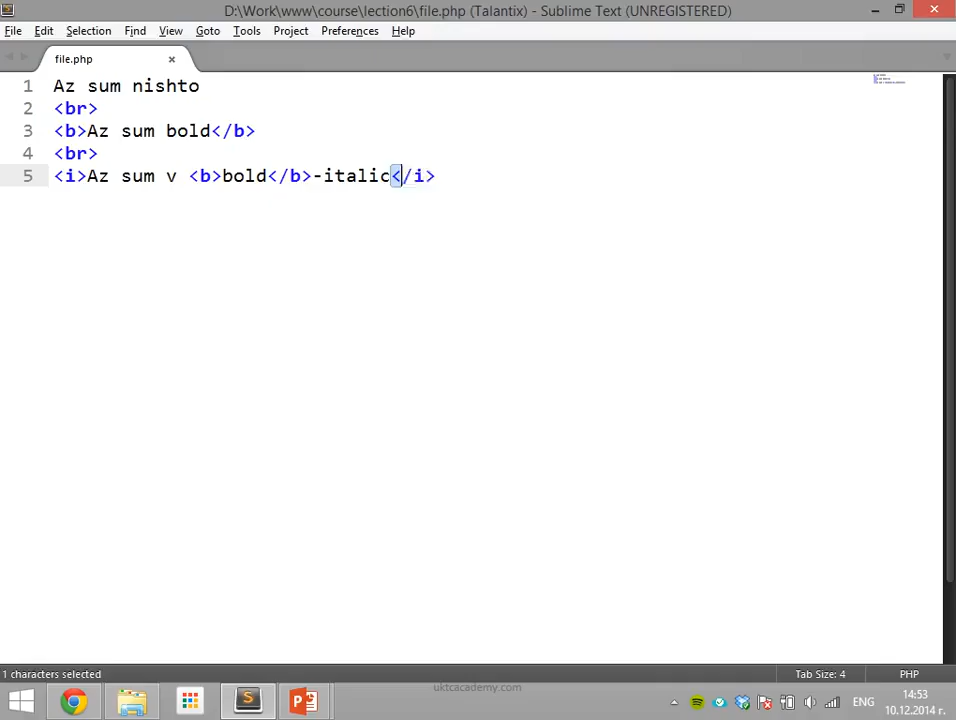 D:\Work\www\course\lection6\file.php (Talantix) - Sublime Text (UNREGISTERED)
File Edit Selection Find View Goto Tools Project Preferences Help
file.php
1 Az sum nishto
2 <br>
3 <b>Az sum bold</b>
4 <br>
5 <i>Az sum v <b>bold</b>-italic</i>
1 characters selected
Tab Size: 4
PHP
uktcacademy.com
ENG
14:53
10.12.2014 г.